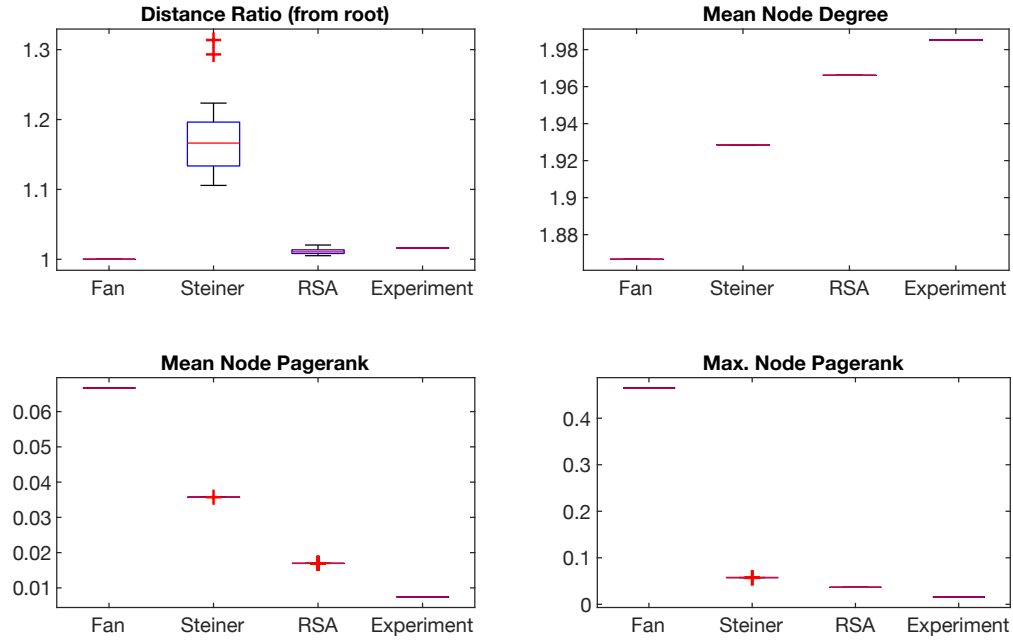 Distance Ratio (from root)
1.3
1.2
1.1
1
Fan Steiner RSA Experiment
Mean Node Degree
1.98
1.96
1.94
1.92
1.9
1.88
Fan Steiner RSA Experiment
Mean Node Pagerank
0.06
0.05
0.04
0.03
0.02
0.01
Fan Steiner RSA Experiment
Max. Node Pagerank
0.4
0.3
0.2
0.1
0
Fan Steiner RSA Experiment